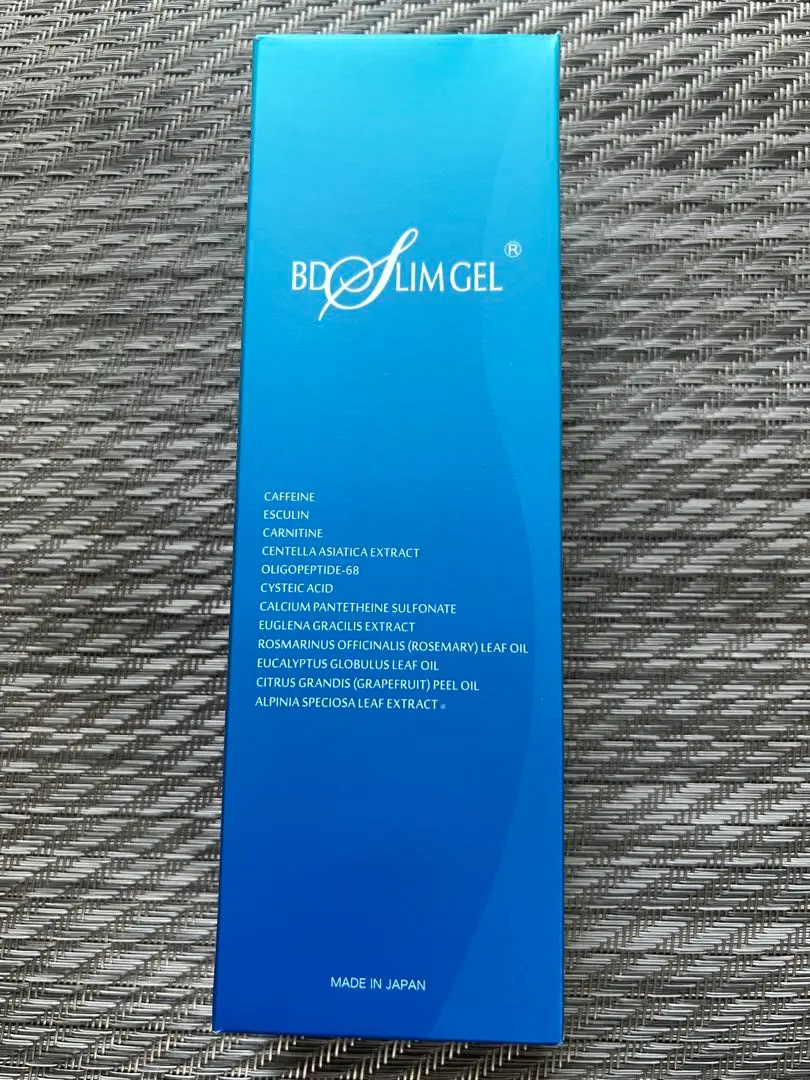 BD SLIM GEL ®
CAFFEINE
ESCULIN
CARNITINE
CENTELLA ASIATICA EXTRACT
OLIGOPEPTIDE-68
CYSTEIC ACID
CALCIUM PANTETHEINE SULFONATE
EUGLENA GRACILIS EXTRACT
ROSMARINUS OFFICINALIS (ROSEMARY) LEAF OIL
EUCALYPTUS GLOBULUS LEAF OIL
CITRUS GRANDIS (GRAPEFRUIT) PEEL OIL
ALPINIA SPECIOSA LEAF EXTRACT
MADE IN JAPAN